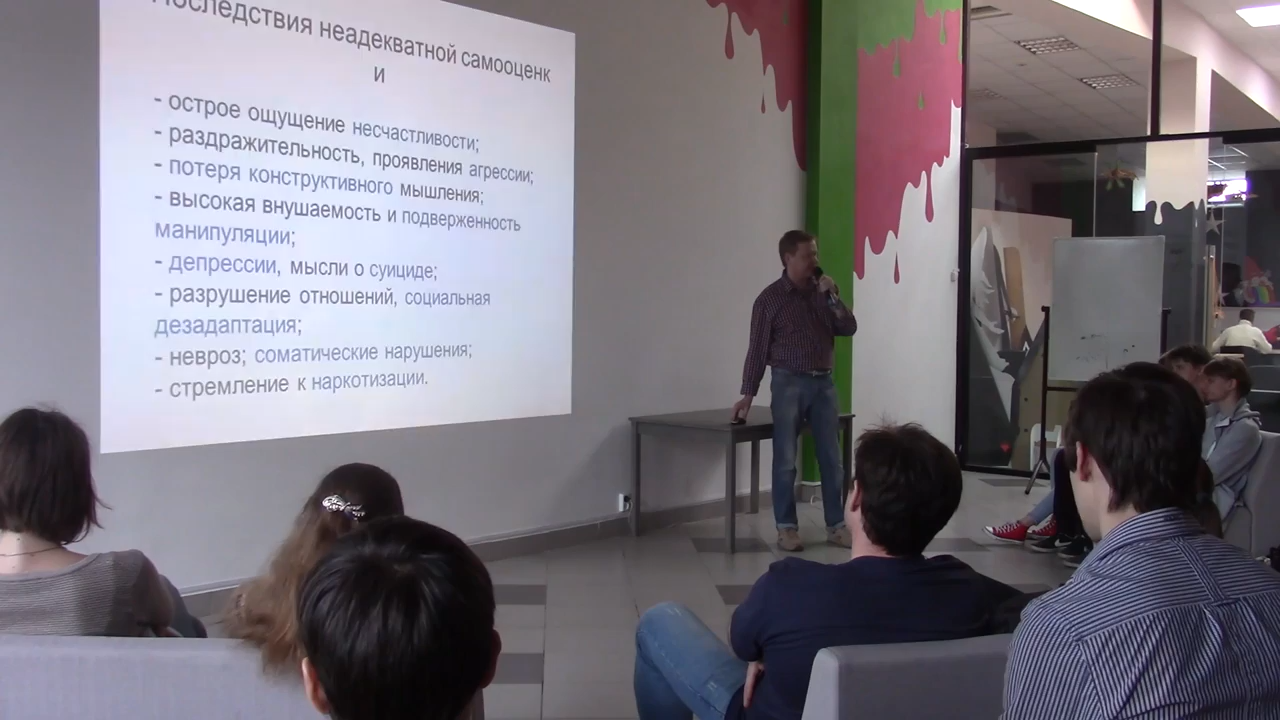 Последствия неадекватной самооценк
и
- острое ощущение несчастливости;
- раздражительность, проявления агрессии;
- потеря конструктивного мышления;
- высокая внушаемость и подверженность
манипуляции;
- депрессии, мысли о суициде;
- разрушение отношений, социальная
дезадаптация;
- невроз; соматические нарушения;
- стремление к наркотизации.